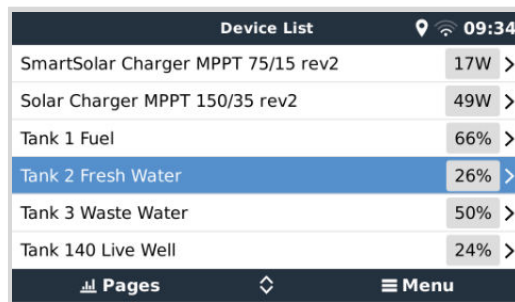 Device List 09:34
SmartSolar Charger MPPT 75/15 rev2 17W
Solar Charger MPPT 150/35 rev2 49W
Tank 1 Fuel 66%
Tank 2 Fresh Water 26%
Tank 3 Waste Water 50%
Tank 140 Live Well 24%
Pages Menu